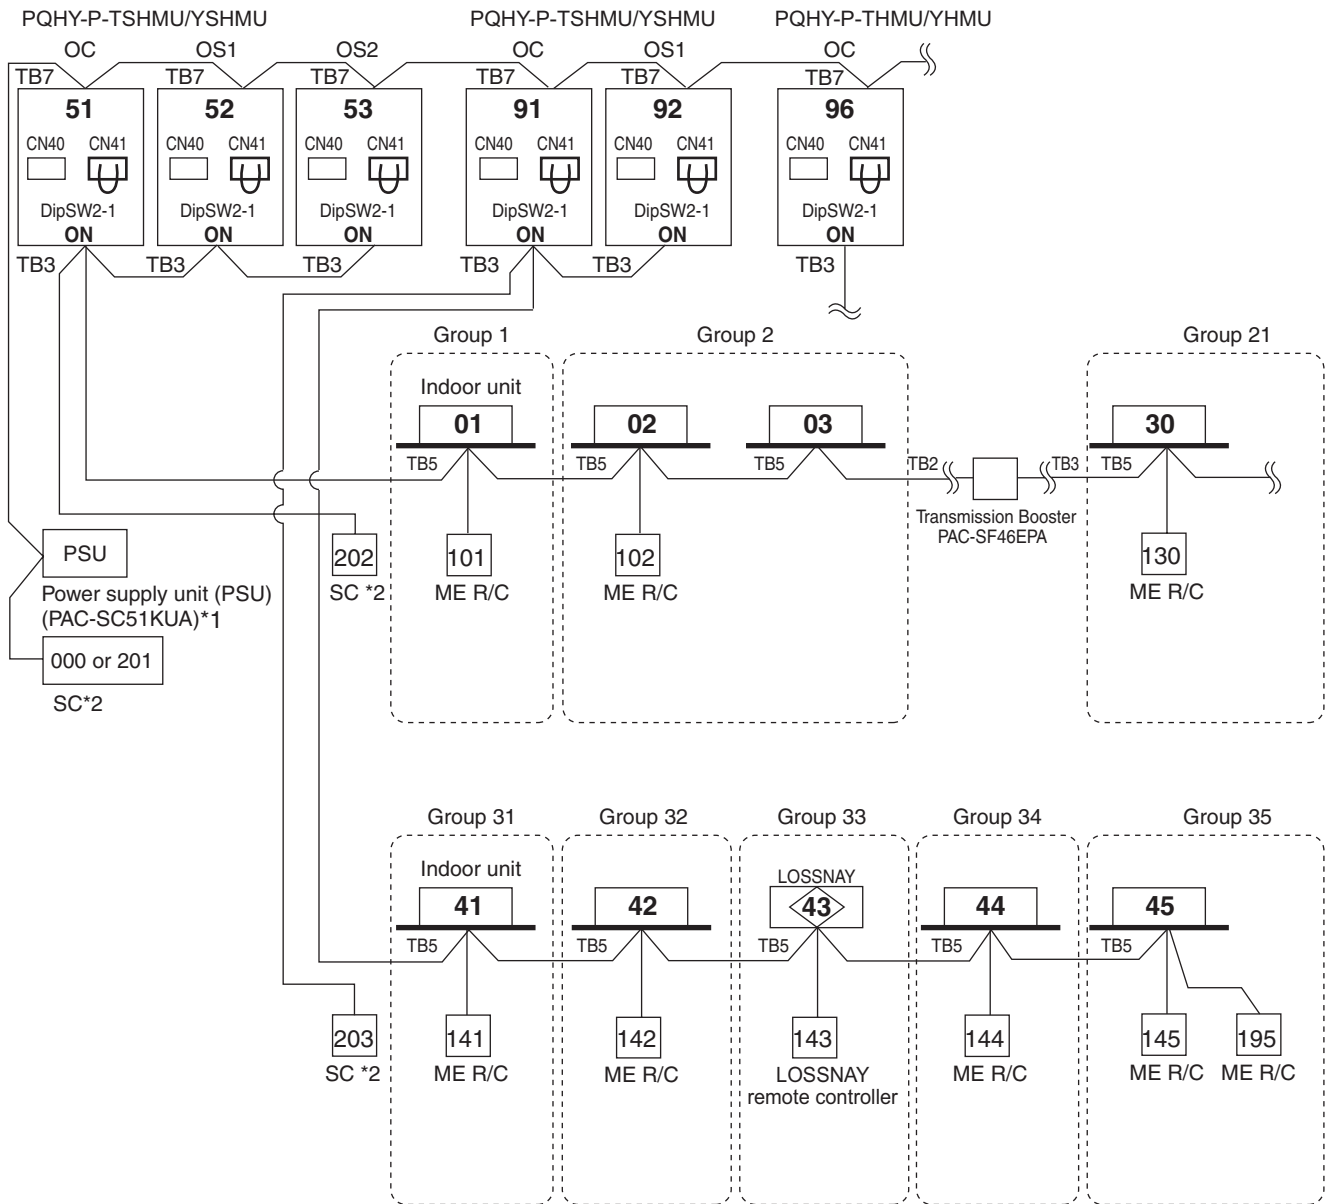 PQHY-P-TSHMU/YSHMU PQHY-P-TSHMU/YSHMU PQHY-P-THMU/YHMU
OC OS1 OS2 OC OS1 OC
TB7 TB7 TB7 TB7 TB7 TB7
51 52 53 91 92 96
CN40 CN41 CN40 CN41 CN40 CN41 CN40 CN41 CN40 CN41 CN40 CN41
DipSW2-1 DipSW2-1 DipSW2-1 DipSW2-1 DipSW2-1 DipSW2-1
ON ON ON ON ON ON
TB3 TB3 TB3 TB3 TB3 TB3
Group 1 Group 2 Group 21
Indoor unit
01 02 03 30
TB5 TB5 TB5 TB2 TB3 TB5
Transmission Booster
PAC-SF46EPA
PSU
202 101 102 130
SC *2 ME R/C ME R/C ME R/C
Power supply unit (PSU)
(PAC-SC51KUA)*1
000 or 201
SC*2
Group 31 Group 32 Group 33 Group 34 Group 35
Indoor unit LOSSNAY
41 42 43 44 45
TB5 TB5 TB5 TB5 TB5
203 141 142 143 144 145 195
SC *2 ME R/C ME R/C LOSSNAY ME R/C ME R/C ME R/C
remote controller